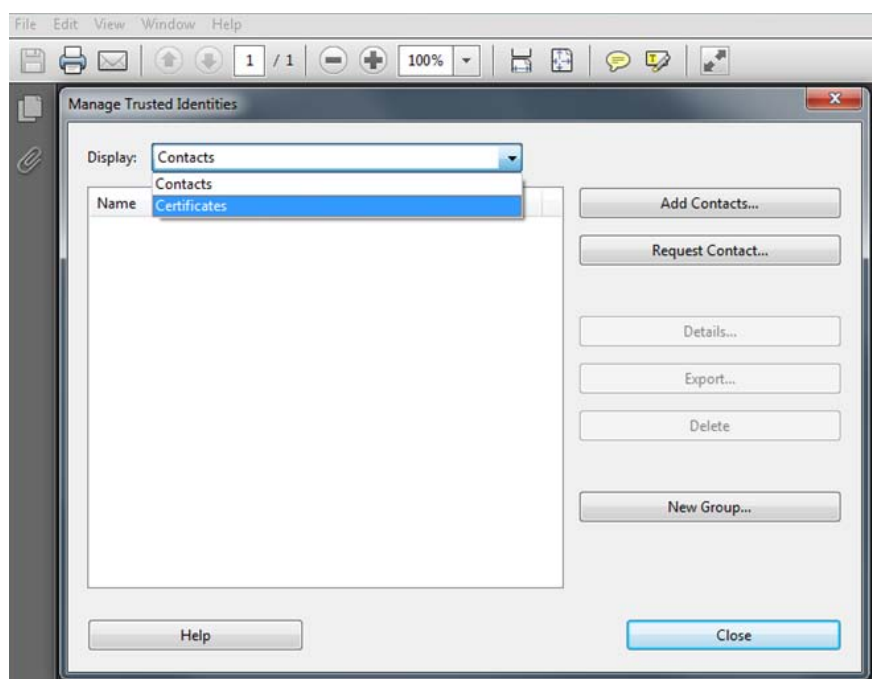 File Edit View Window Help
1 / 1 100%
Manage Trusted Identities
Display: Contacts
Contacts
Name Certificates
Add Contacts...
Request Contact...
Details...
Export...
Delete
New Group...
Help Close